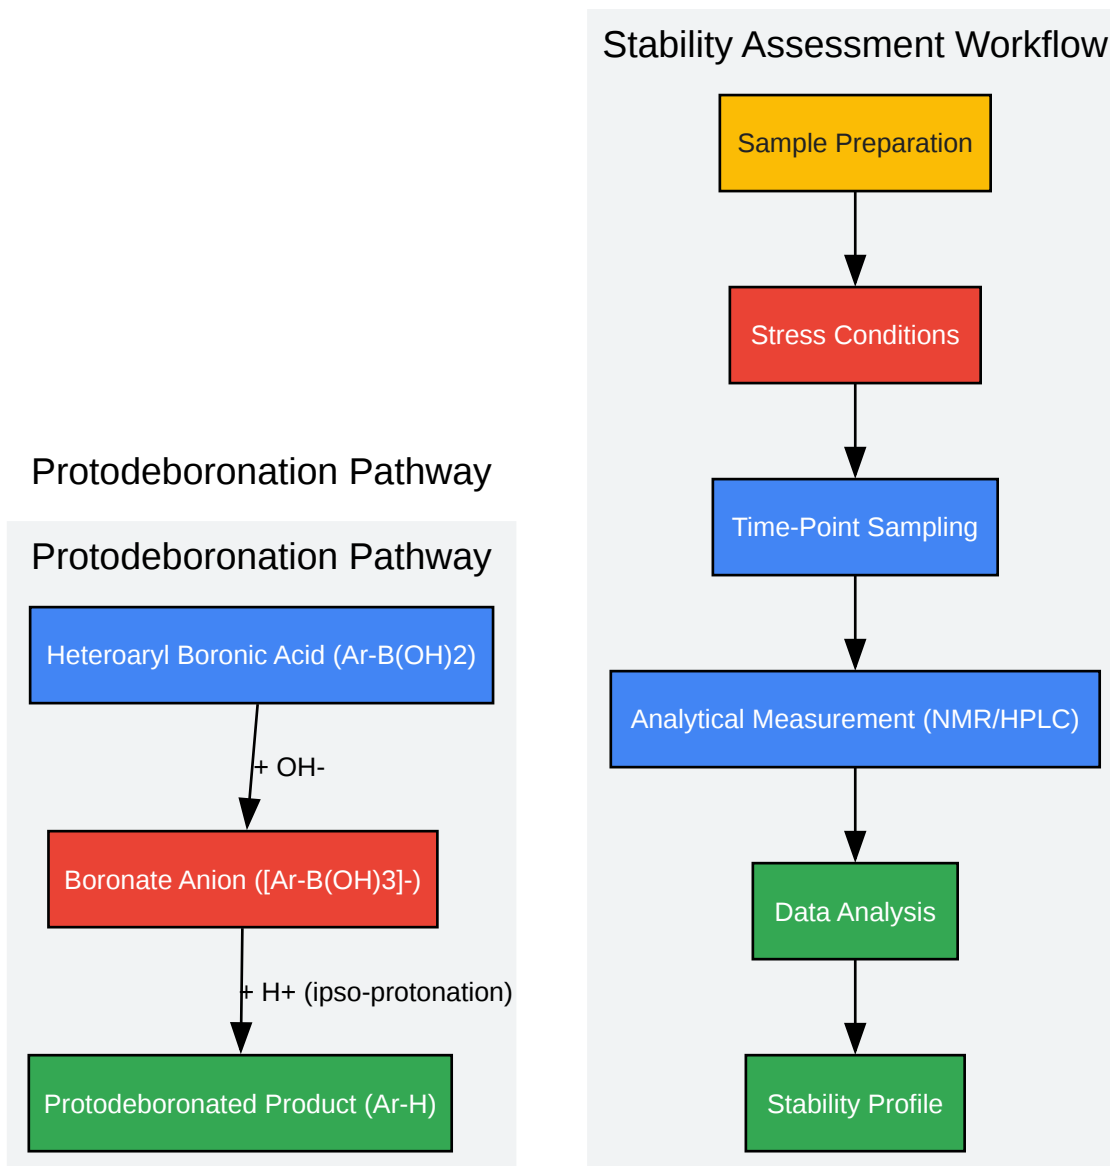 Protodeboronation Pathway
Protodeboronation Pathway
Heteroaryl Boronic Acid (Ar-B(OH)2)
+ OH-
Boronate Anion ([Ar-B(OH)3]-)
+ H+ (ipso-protonation)
Protodeboronated Product (Ar-H)
Stability Assessment Workflow
Sample Preparation
Stress Conditions
Time-Point Sampling
Analytical Measurement (NMR/HPLC)
Data Analysis
Stability Profile